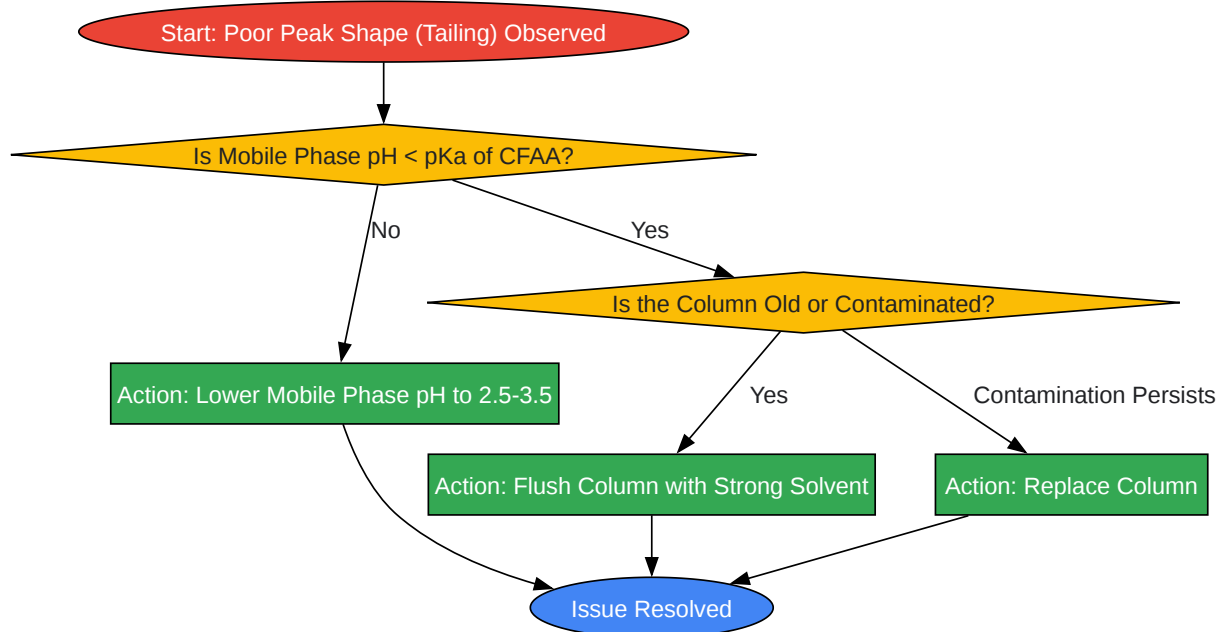 Start: Poor Peak Shape (Tailing) Observed
Is Mobile Phase pH < pKa of CFAA?
No
Yes
Is the Column Old or Contaminated?
Action: Lower Mobile Phase pH to 2.5-3.5
Yes
Contamination Persists
Action: Flush Column with Strong Solvent
Action: Replace Column
Issue Resolved